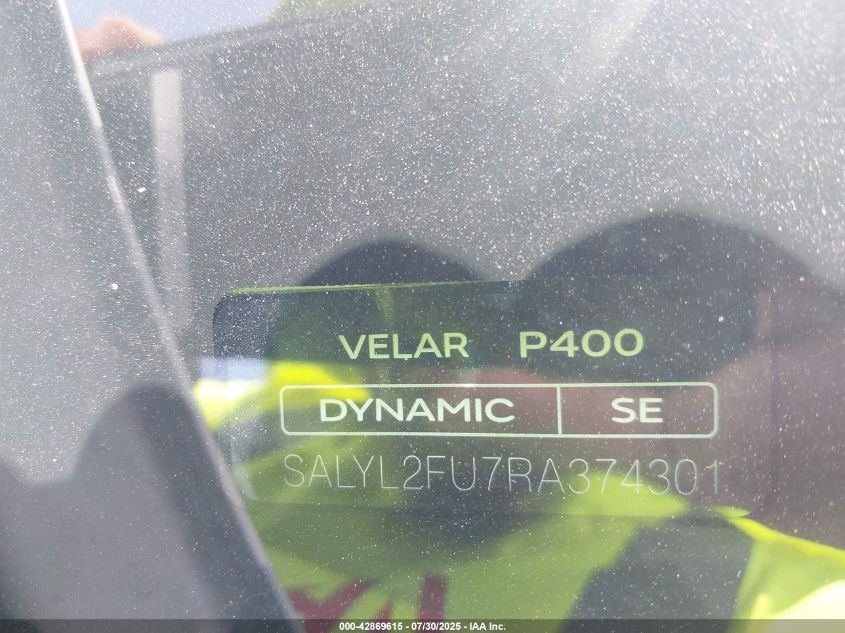 VELAR P400
DYNAMIC SE
SALYL2FU7RA374301
000-42869615 - 07/30/2025 - IAA Inc.